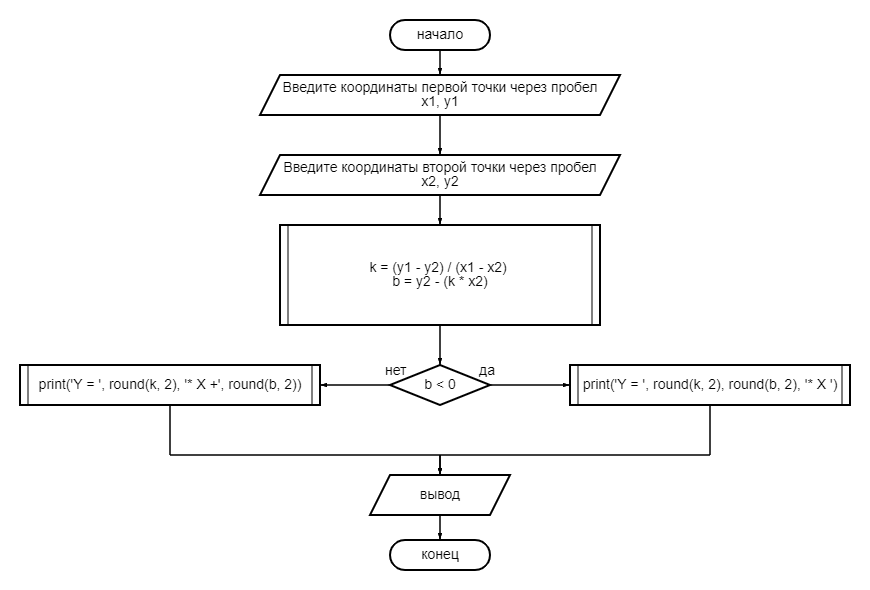 начало
Введите координаты первой точки через пробел
x1, y1
Введите координаты второй точки через пробел
x2, y2
k = (y1 - y2) / (x1 - x2)
b = y2 - (k * x2)
нет
да
print('Y = ', round(k, 2), '* X +', round(b, 2))
b < 0
print('Y = ', round(k, 2), round(b, 2), '* X ')
вывод
конец